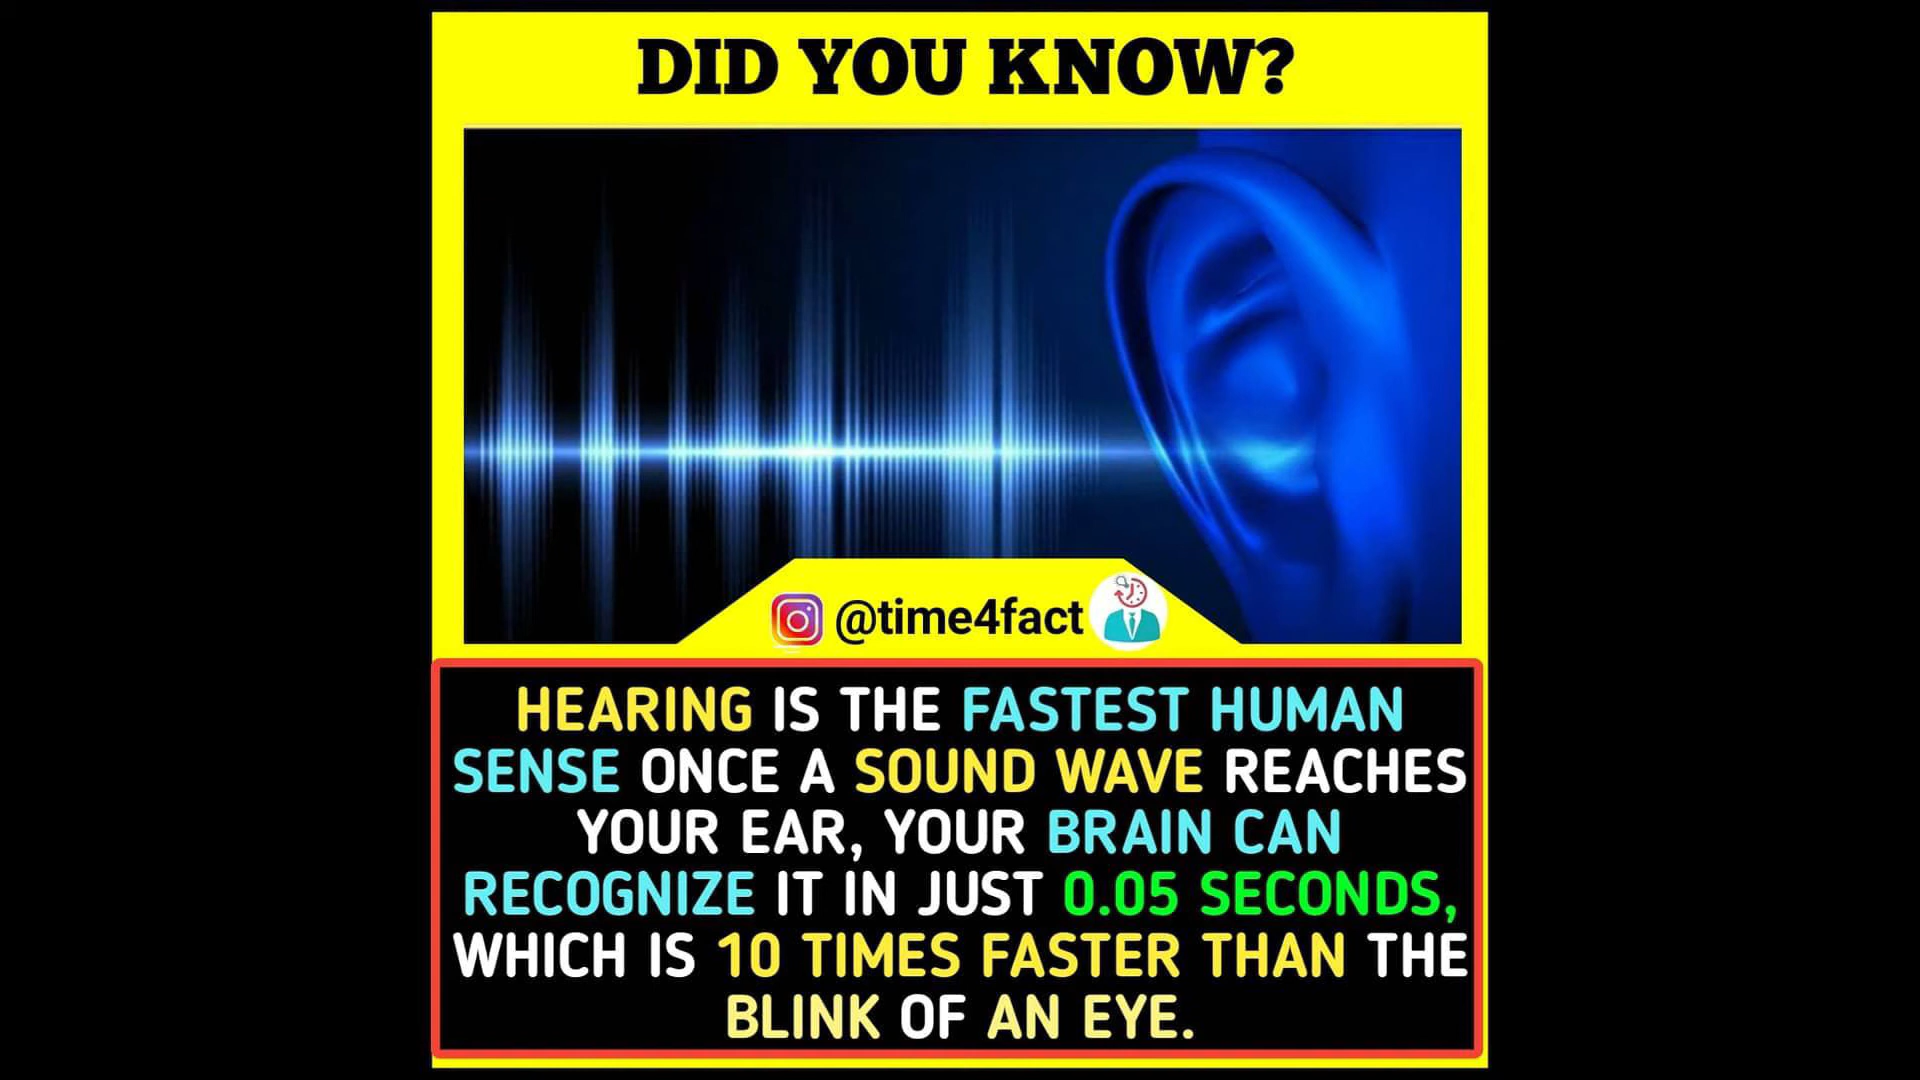 DID YOU KNOW?
@time4fact
HEARING IS THE FASTEST HUMAN
SENSE ONCE A SOUND WAVE REACHES
YOUR EAR, YOUR BRAIN CAN
RECOGNIZE IT IN JUST 0.05 SECONDS,
WHICH IS 10 TIMES FASTER THAN THE
BLINK OF AN EYE.